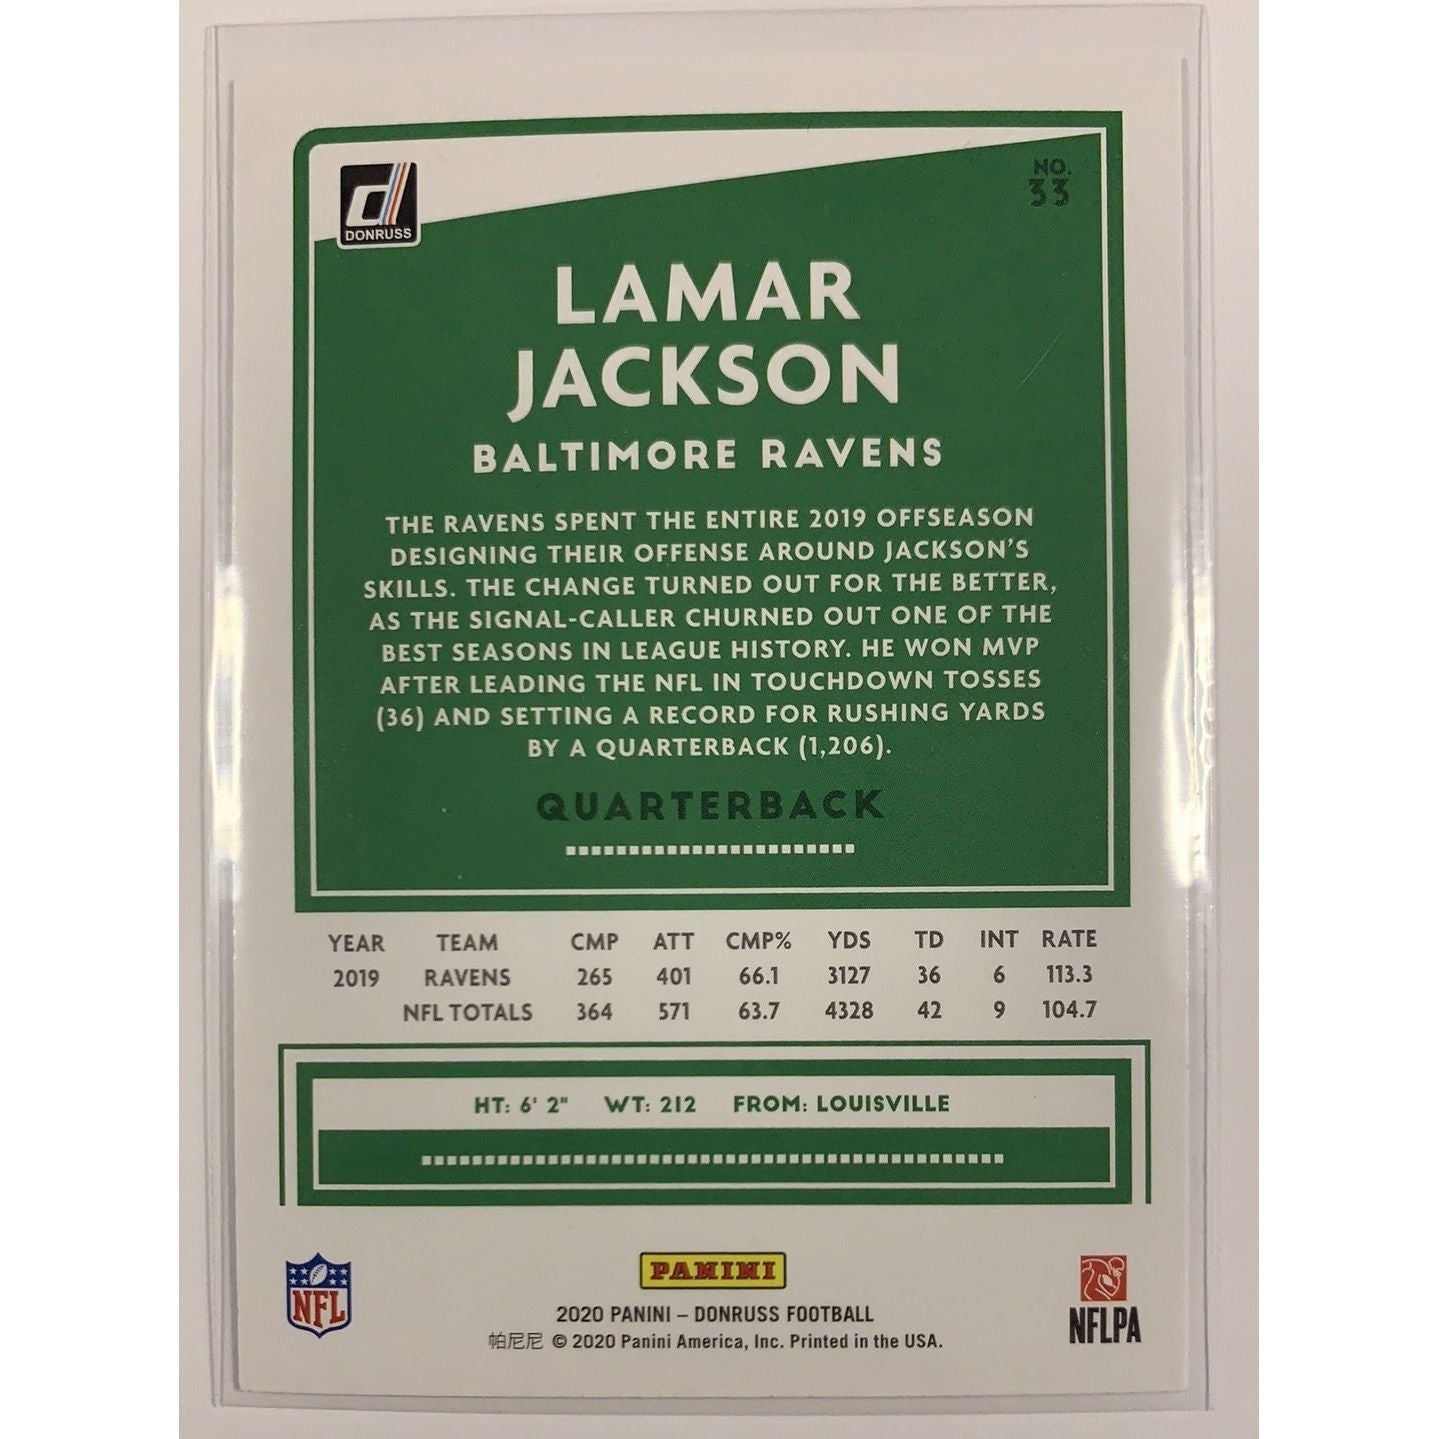 NO.
33
DONRUSS
LAMAR
JACKSON
BALTIMORE RAVENS
THE RAVENS SPENT THE ENTIRE 2019 OFFSEASON
DESIGNING THEIR OFFENSE AROUND JACKSON'S
SKILLS. THE CHANGE TURNED OUT FOR THE BETTER,
AS THE SIGNAL-CALLER CHURNED OUT ONE OF THE
BEST SEASONS IN LEAGUE HISTORY. HE WON MVP
AFTER LEADING THE NFL IN TOUCHDOWN TOSSES
(36) AND SETTING A RECORD FOR RUSHING YARDS
BY A QUARTERBACK (1,206).
QUARTERBACK
YEAR TEAM CMP ATT CMP% YDS TD INT RATE
2019 RAVENS 265 401 66.1 3127 36 6 113.3
NFL TOTALS 364 571 63.7 4328 42 9 104.7
HT: 6' 2" WT: 212 FROM: LOUISVILLE
NFL
PANINI
NFLPA
2020 PANINI – DONRUSS FOOTBALL
帕尼尼 © 2020 Panini America, Inc. Printed in the USA.